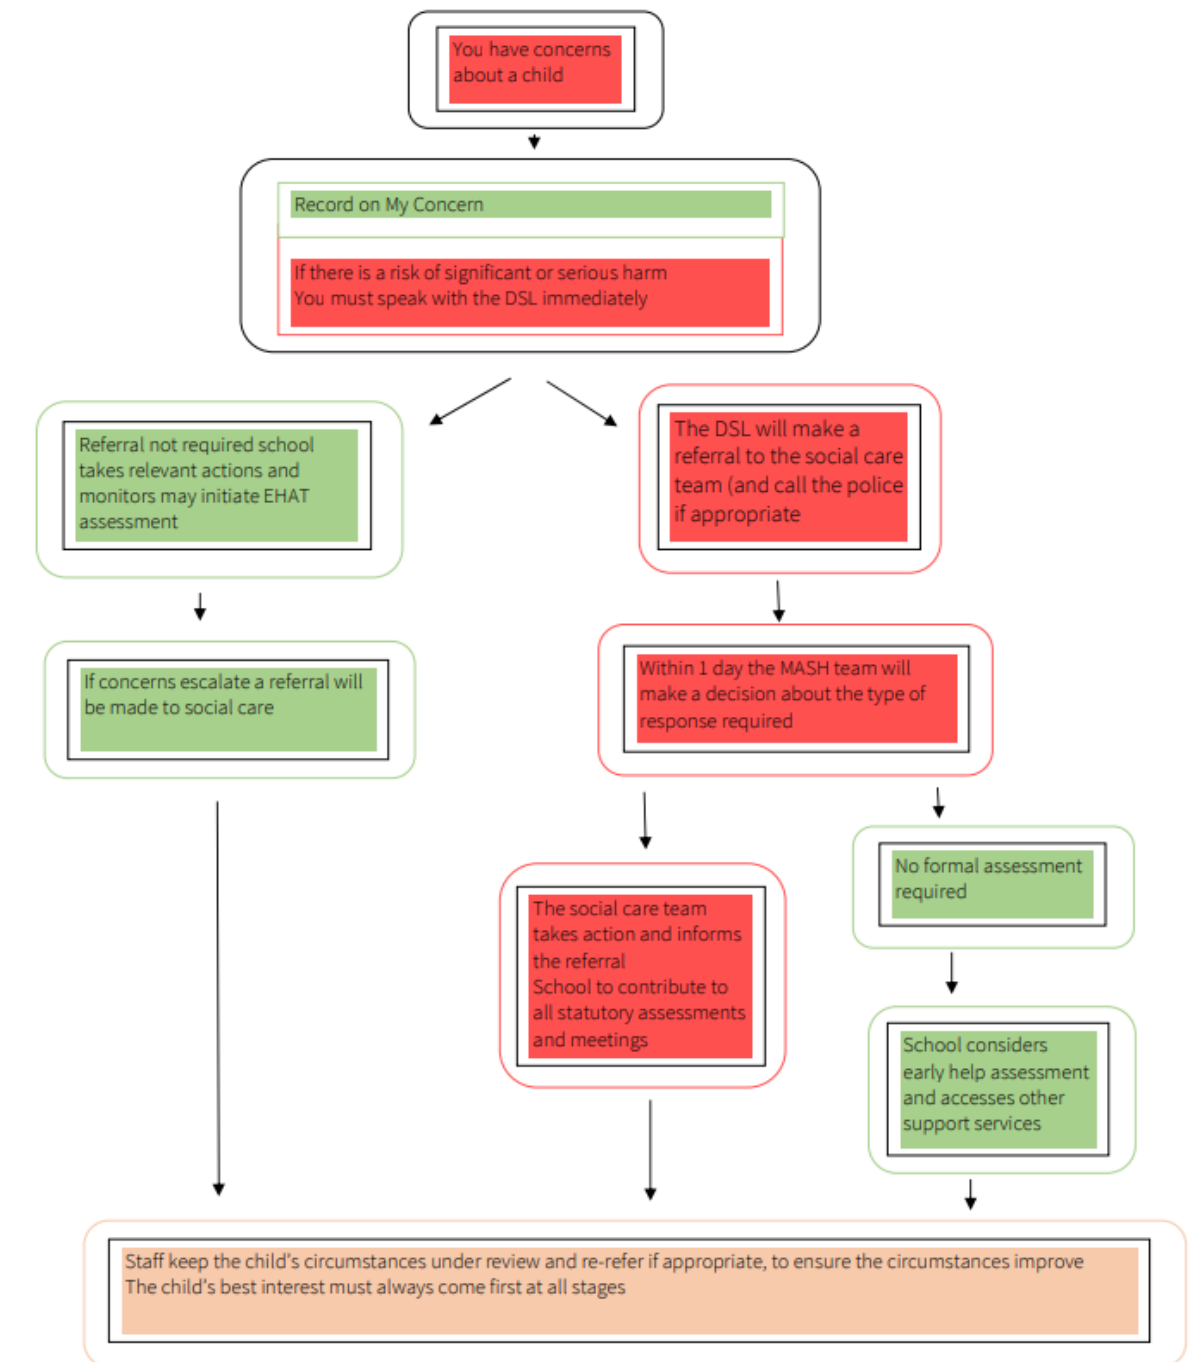 You have concerns
about a child
Record on My Concern
If there is a risk of significant or serious harm
You must speak with the DSL immediately
Referral not required school
takes relevant actions and
monitors may initiate EHAT
assessment
The DSL will make a
referral to the social care
team (and call the police
if appropriate
If concerns escalate a referral will
be made to social care
Within 1 day the MASH team will
make a decision about the type of
response required
The social care team
takes action and informs
the referral
School to contribute to
all statutory assessments
and meetings
No formal assessment
required
School considers
early help assessment
and accesses other
support services
Staff keep the child's circumstances under review and re-refer if appropriate, to ensure the circumstances improve
The child's best interest must always come first at all stages